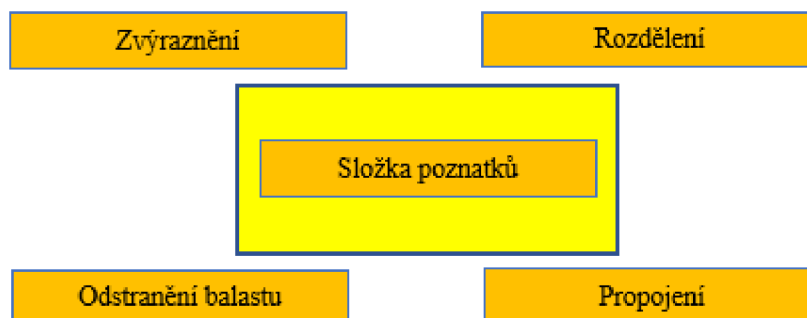 Zvýraznění
Rozdělení
Složka poznatků
Odstranění balastu
Propojení